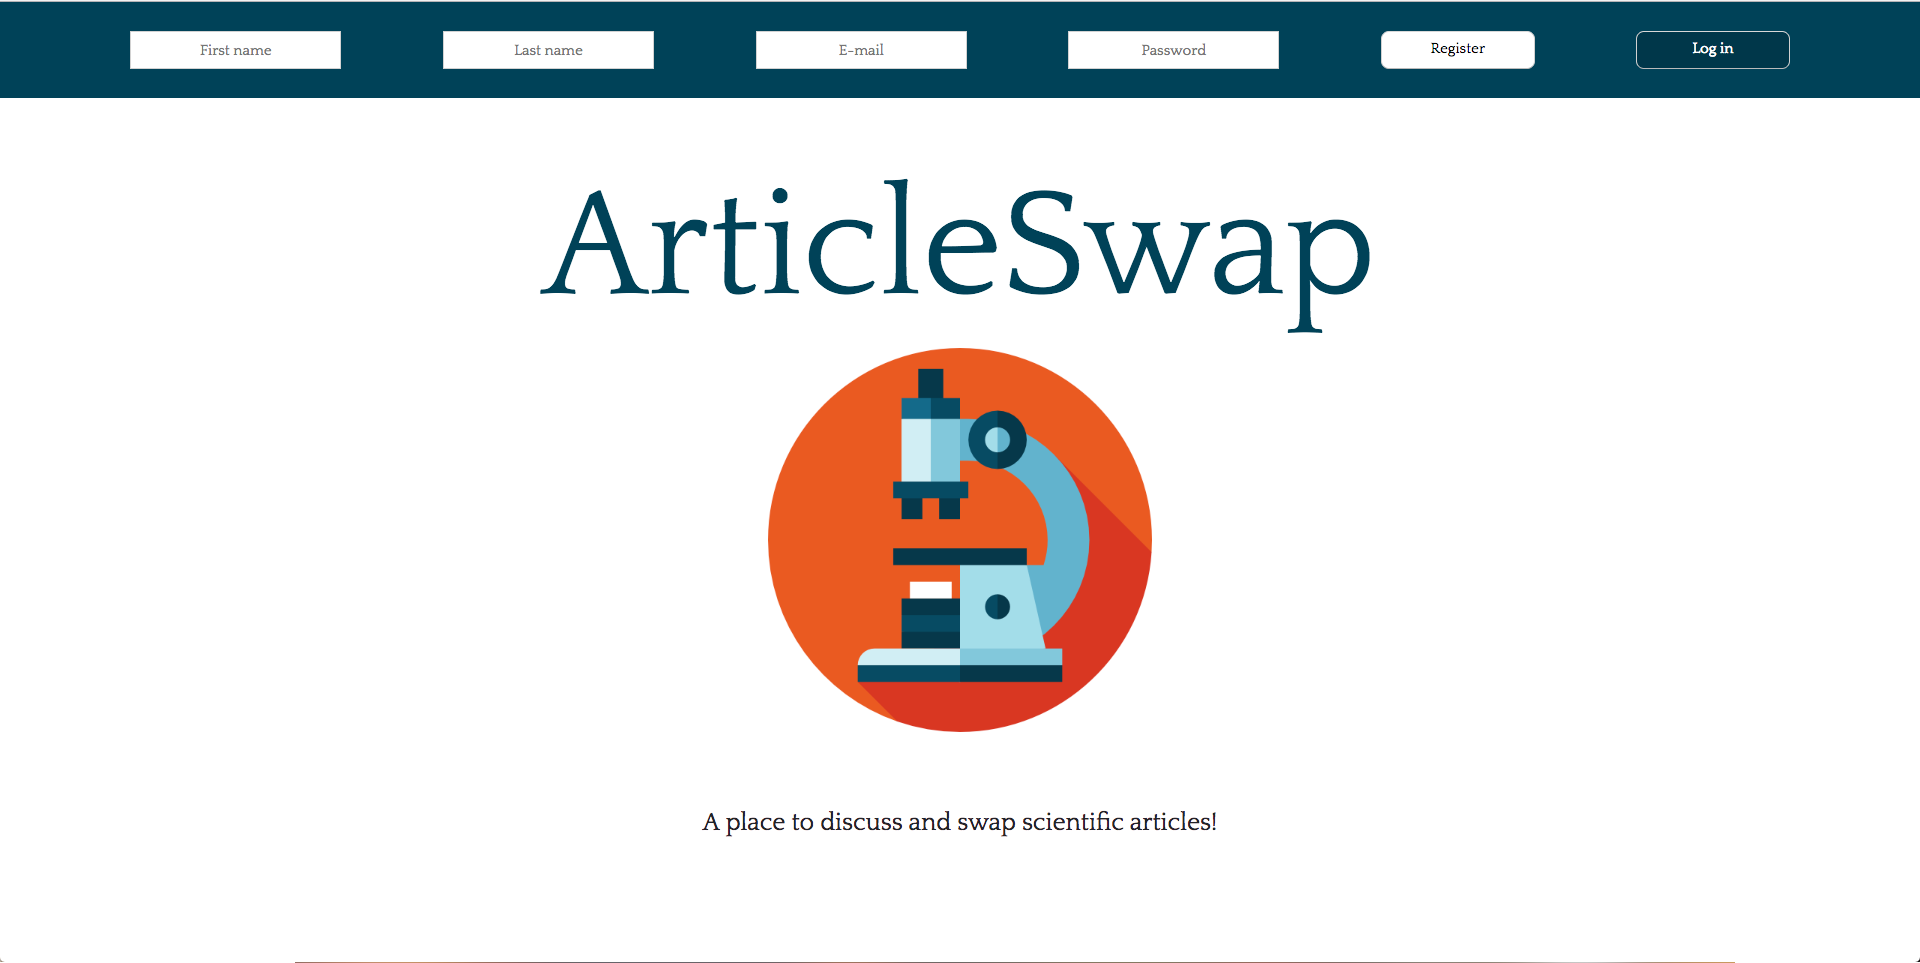 First name Last name E-mail Password Register Log in
ArticleSwap
A place to discuss and swap scientific articles!